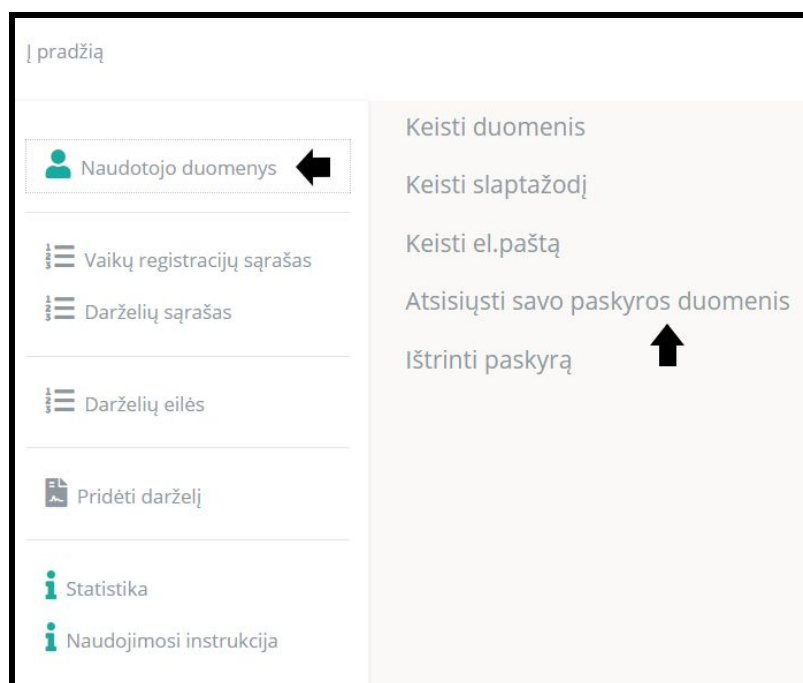 Į pradžią
Naudotojo duomenys
Vaikų registracijų sąrašas
Darželių sąrašas
Darželių eilės
Pridėti darželį
Statistika
Naudojimosi instrukcija
Keisti duomenis
Keisti slaptažodį
Keisti el.paštą
Atsisiųsti savo paskyros duomenis
Ištrinti paskyrą